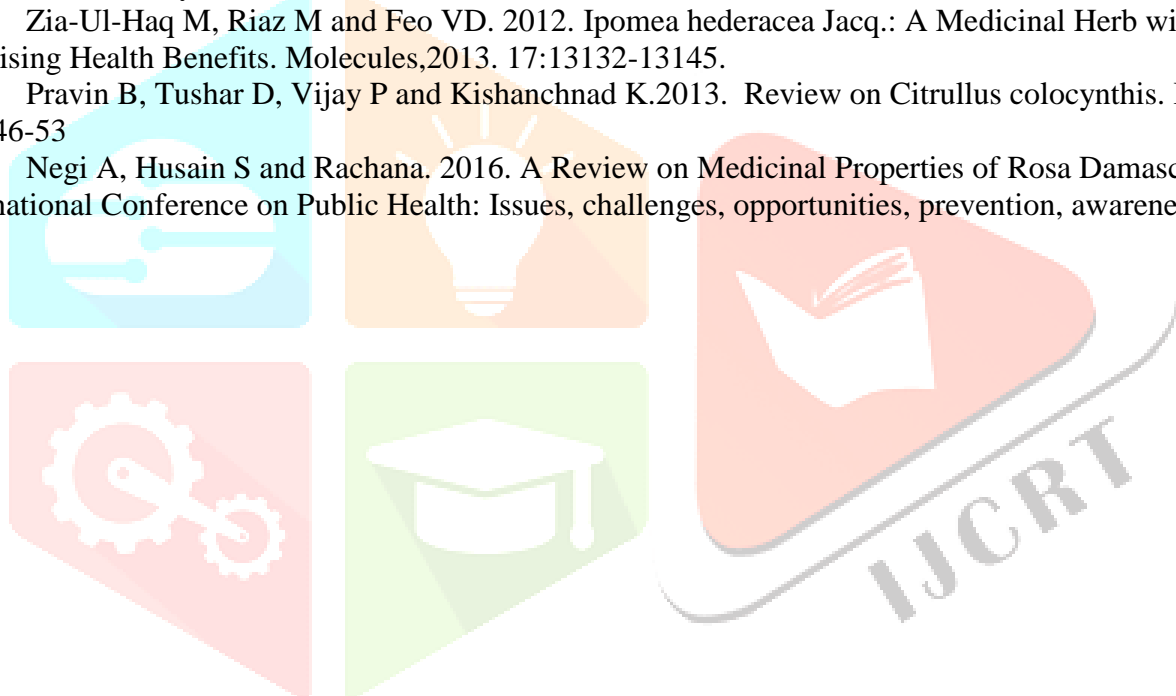 Zia-Ul-Haq M, Riaz M and Feo VD. 2012. Ipomea hederacea Jacq.: A Medicinal Herb wi
ising Health Benefits. Molecules,2013. 17:13132-13145.
Pravin B, Tushar D, Vijay P and Kishanchnad K.2013. Review on Citrullus colocynthis.
46-53
Negi A, Husain S and Rachana. 2016. A Review on Medicinal Properties of Rosa Damasc
national Conference on Public Health: Issues, challenges, opportunities, prevention, awarene
IJCRT